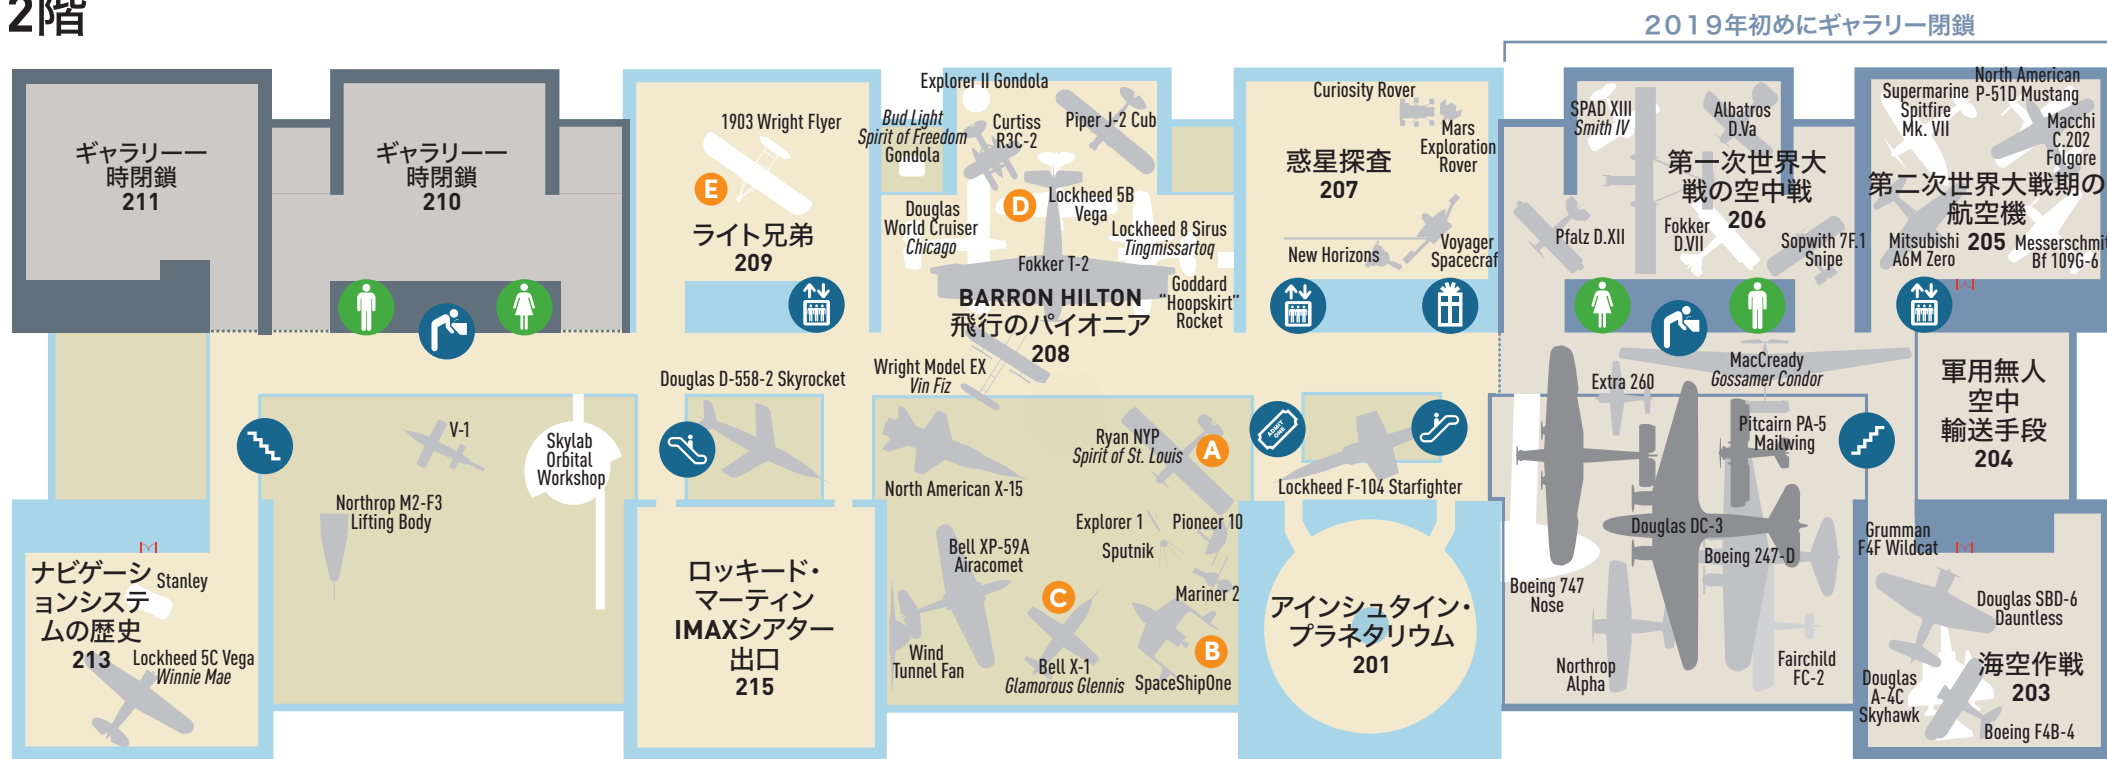 2階
2019年初めにギャラリー閉鎖
ギャラリー一
時閉鎖
211
ギャラリー一
時閉鎖
210
1903 Wright Flyer
E
ライト兄弟
209
Bud Light
Spirit of Freedom
Gondola
Explorer II Gondola
Curtiss
R3C-2
Piper J-2 Cub
D
Lockheed 5B
Vega
Douglas
World Cruiser
Chicago
Lockheed 8 Sirus
Tingmissartoq
Fokker T-2
Goddard
"Hoopskirt"
Rocket
BARRON HILTON
飛行のパイオニア
208
Wright Model EX
Vin Fiz
Curiosity Rover
Mars
Exploration
Rover
惑星探査
207
New Horizons
Voyager
Spacecraf
SPAD XIII
Smith IV
Albatros
D.Va
第一次世界大
戦の空中戦
206
Pfalz D.XII
Fokker
D.VII
Sopwith 7F.1
Snipe
Supermarine
Spitfire
Mk. VII
North American
P-51D Mustang
Macchi
C.202
Folgore
第二次世界大戦期の
航空機
205
Mitsubishi
A6M Zero
Messerschmit
Bf 109G-6
Douglas D-558-2 Skyrocket
V-1
Skylab
Orbital
Workshop
Northrop M2-F3
Lifting Body
ナビゲーシ
ョンシステ
ムの歴史
213
Stanley
Lockheed 5C Vega
Winnie Mae
ロッキード・
マーティン
IMAXシアター
出口
215
North American X-15
Ryan NYP
Spirit of St. Louis
A
Explorer 1
Pioneer 10
Sputnik
Bell XP-59A
Airacomet
Mariner 2
C
B
Wind
Tunnel Fan
Bell X-1
Glamorous Glennis
SpaceShipOne
ADMIT
ONE
Lockheed F-104 Starfighter
アインシュタイン・
プラネタリウム
201
Extra 260
MacCready
Gossamer Condor
Pitcairn PA-5
Mailwing
Douglas DC-3
Boeing 247-D
Boeing 747
Nose
Northrop
Alpha
Fairchild
FC-2
軍用無人
空中
輸送手段
204
Grumman
F4F Wildcat
Douglas SBD-6
Dauntless
海空作戦
203
Douglas
A-4C
Skyhawk
Boeing F4B-4